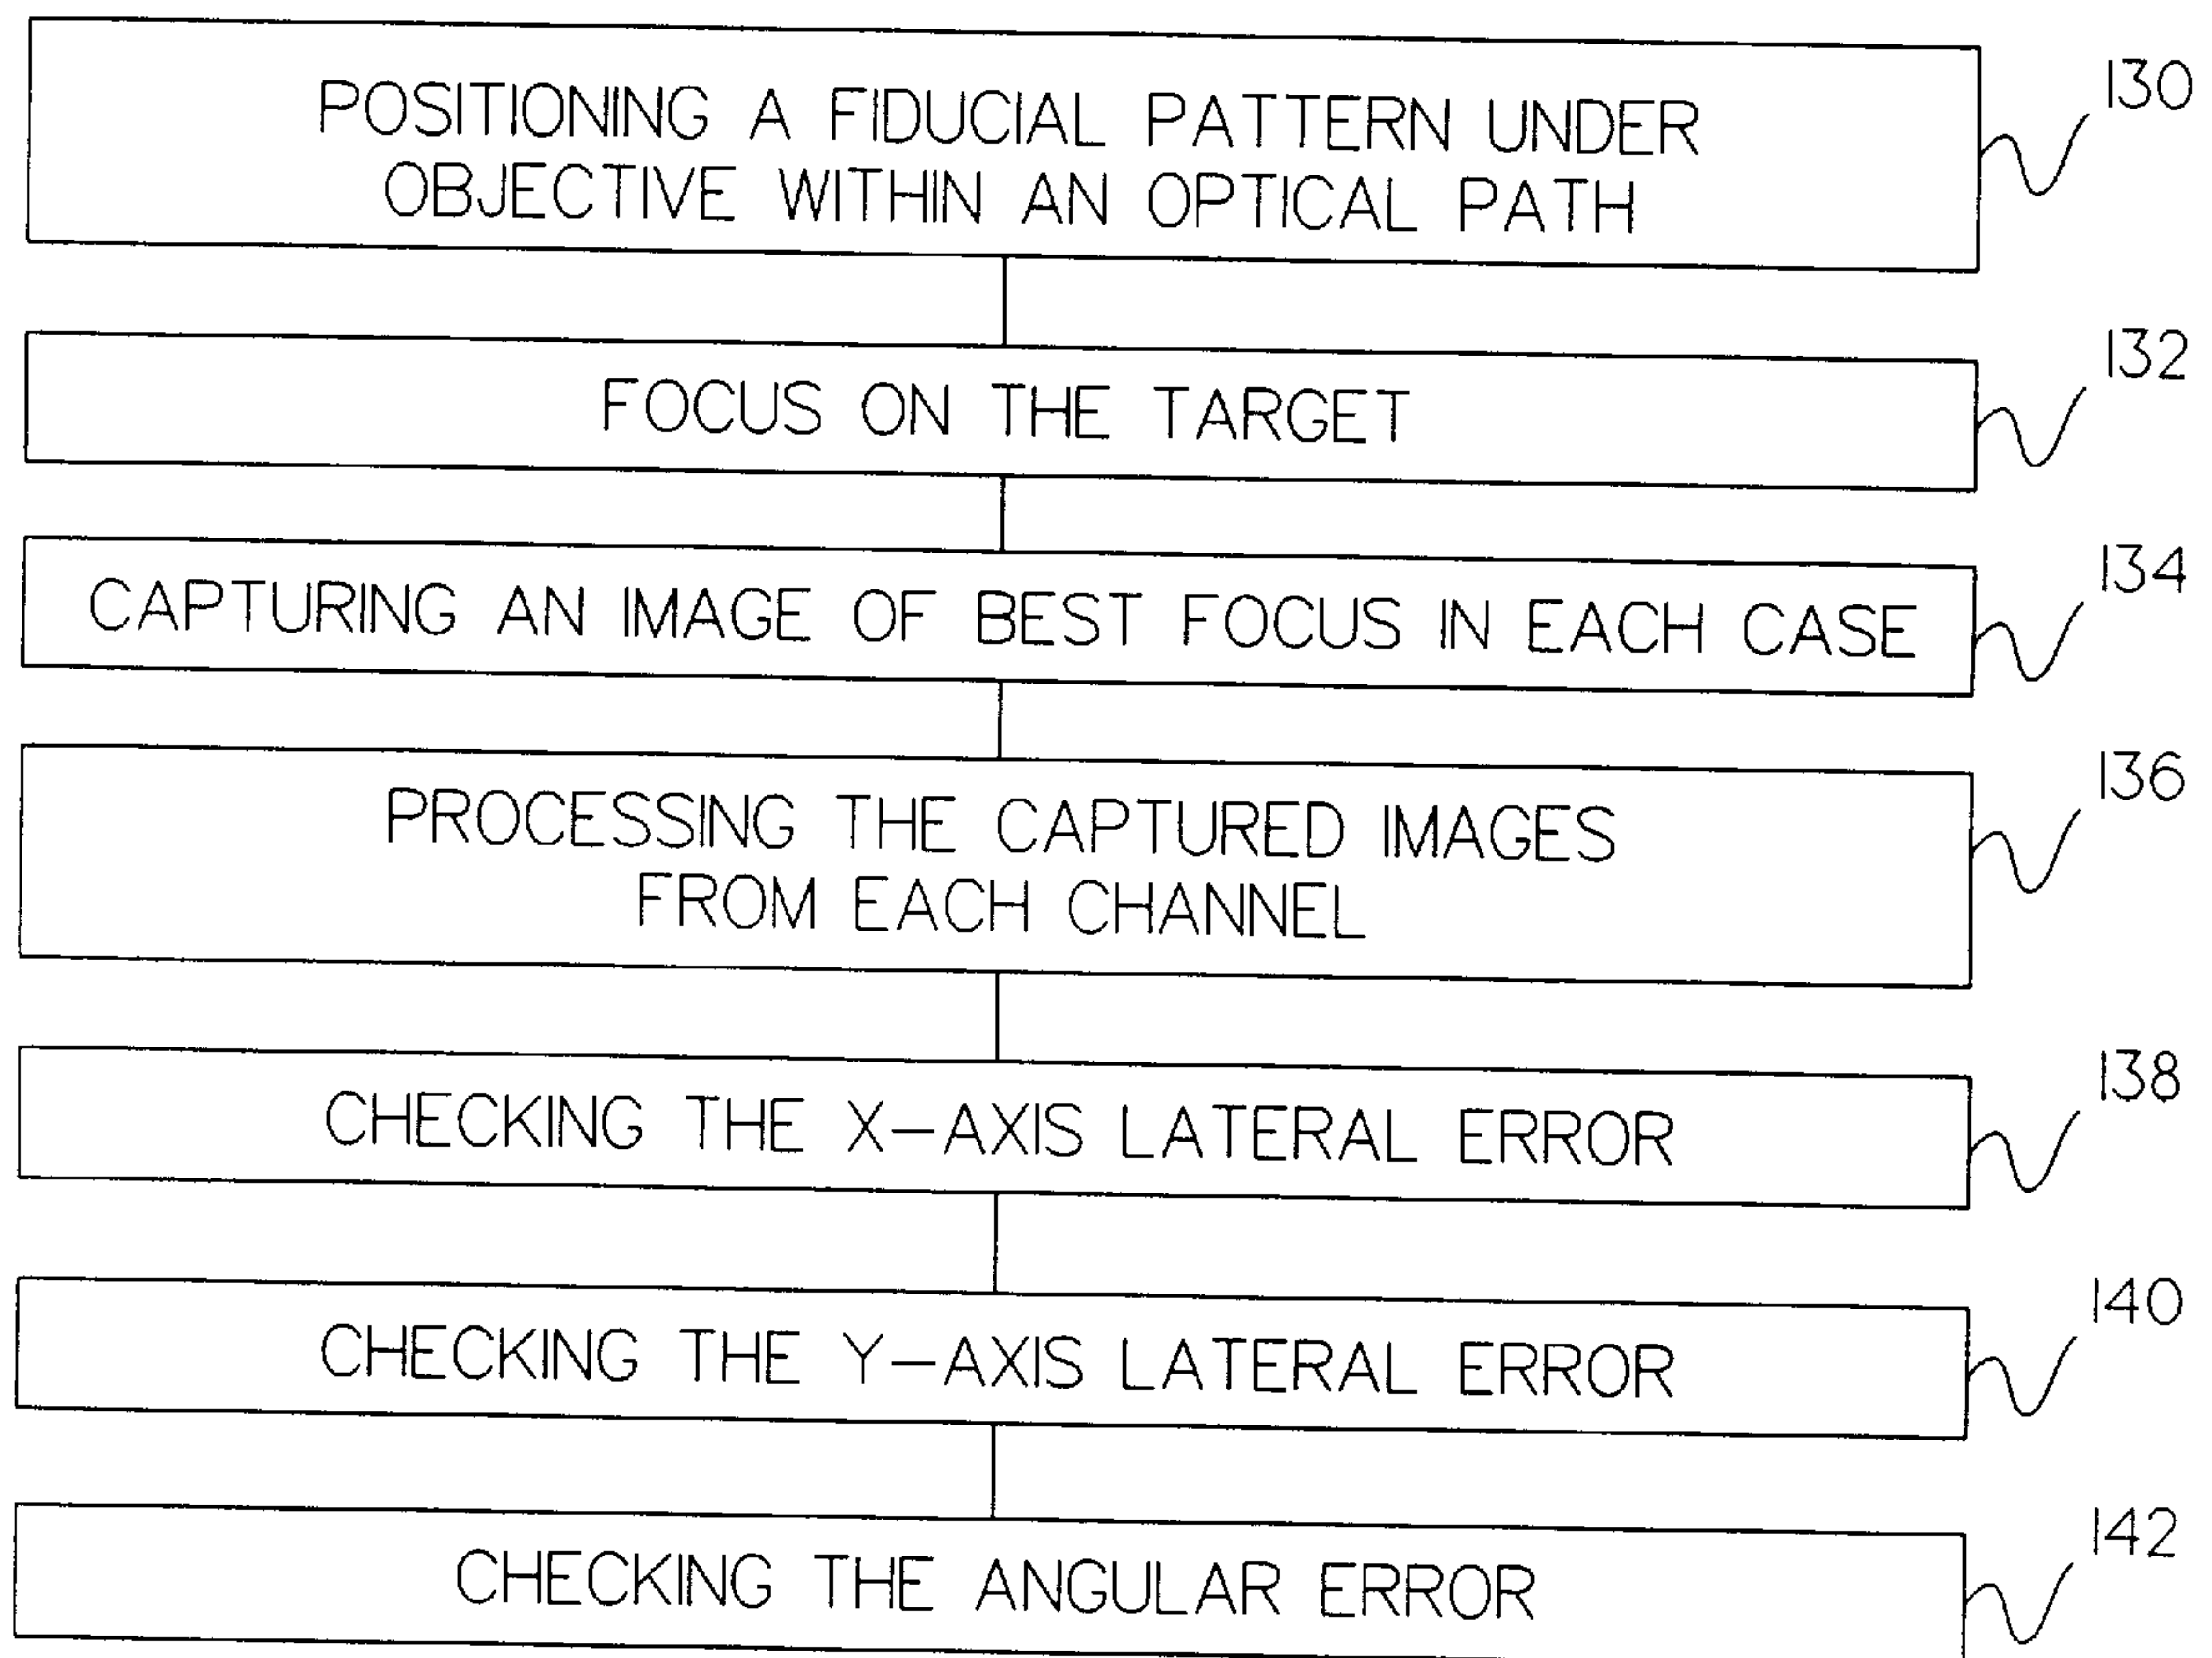 POSITIONING A FIDUCIAL PATTERN UNDER
OBJECTIVE WITHIN AN OPTICAL PATH
130
FOCUS ON THE TARGET
132
CAPTURING AN IMAGE OF BEST FOCUS IN EACH CASE
134
PROCESSING THE CAPTURED IMAGES
FROM EACH CHANNEL
136
CHECKING THE X-AXIS LATERAL ERROR
138
CHECKING THE Y-AXIS LATERAL ERROR
140
CHECKING THE ANGULAR ERROR
142